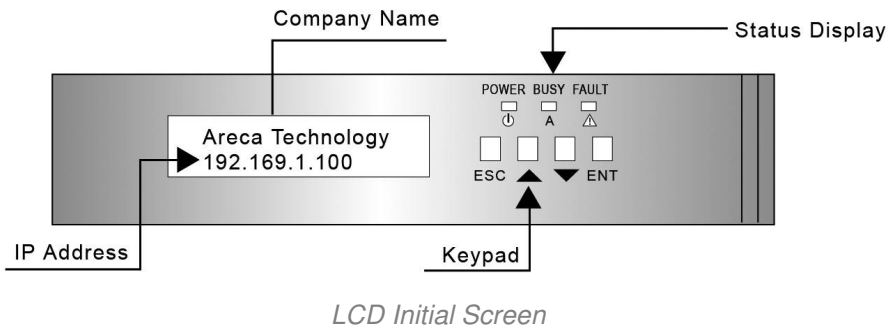 Company Name
Status Display
POWER BUSY FAULT
A
Areca Technology
192.169.1.100
ESC ENT
IP Address
Keypad
LCD Initial Screen